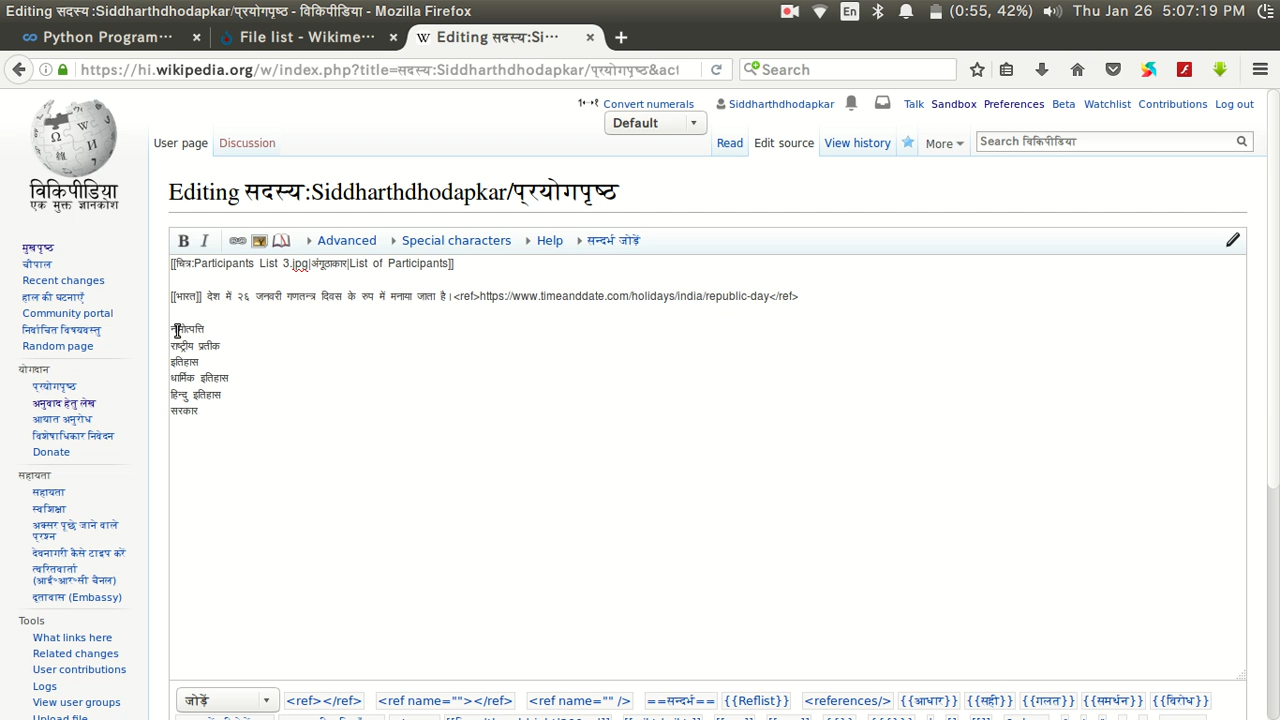 Editing सदस्य:Siddharthdhodapkar/प्रयोगपृष्ठ - विकिपीडिया - Mozilla Firefox
En (0:55, 42%) Thu Jan 26 5:07:19 PM
Python Program… × File list - Wikime… × W Editing सदस्य:Si… ×
https://hi.wikipedia.org/w/index.php?title=सदस्य:Siddharthdhodapkar/प्रयोगपृष्ठ&act Search
Convert numerals Siddharthdhodapkar Talk Sandbox Preferences Beta Watchlist Contributions Log out
Default
User page Discussion Read Edit source View history More Search विकिपीडिया
विकिपीडिया
एक मुक्त ज्ञानकोश
Editing सदस्य:Siddharthdhodapkar/प्रयोगपृष्ठ
B I Advanced Special characters Help सन्दर्भ जोड़ें
[[चित्र:Participants List 3.jpg|अंगूठाकार|List of Participants]]
[[भारत]] देश में २६ जनवरी गणतन्त्र दिवस के रुप में मनाया जाता है।<ref>https://www.timeanddate.com/holidays/india/republic-day</ref>
राष्ट्रीय प्रतीक
इतिहास
धार्मिक इतिहास
हिन्दु इतिहास
सरकार
मुखपृष्ठ
चौपाल
Recent changes
हाल की घटनाएँ
Community portal
निर्वाचित विषयवस्तु
Random page
योगदान
प्रयोगपृष्ठ
अनुवाद हेतु लेख
आयात अनुरोध
विशेषाधिकार निवेदन
Donate
सहायता
सहायता
स्वशिक्षा
अक्सर पूछे जाने वाले
प्रश्न
देवनागरी कैसे टाइप करें
त्वरितवार्ता
(आई॰आर॰सी चैनल)
दूतावास (Embassy)
Tools
What links here
Related changes
User contributions
Logs
View user groups
Upload file
जोड़ें <ref></ref> <ref name=""></ref> <ref name="" /> ==सन्दर्भ== {{Reflist}} <references/> {{आधार}} {{सही}} {{गलत}} {{समर्थन}} {{विरोध}}